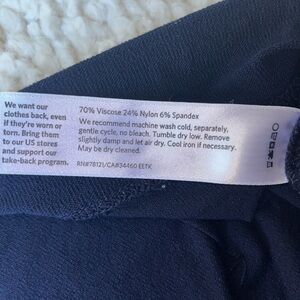 We want our
clothes back, even
if they're worn or
torn. Bring them
to our US stores
and support our
take-back program.
70% Viscose 24% Nylon 6% Spandex
We recommend machine wash cold, separately,
gentle cycle, no bleach. Tumble dry low. Remove
slightly damp and let air dry. Cool iron if necessary.
May be dry cleaned.
RN#78121/CA#34460 EETK